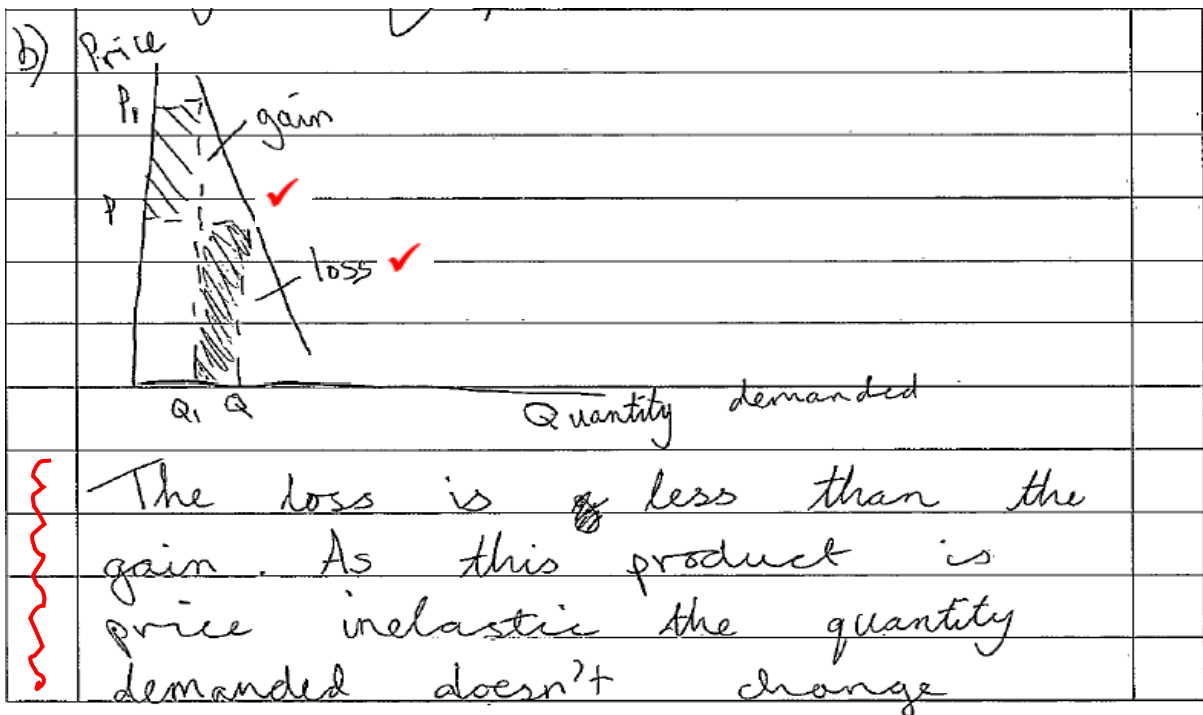 b) Price
P₁
gain
P
loss
Q₁ Q
Quantity demanded
The loss is less than the
gain. As this product is
price inelastic the quantity
demanded doesn't change